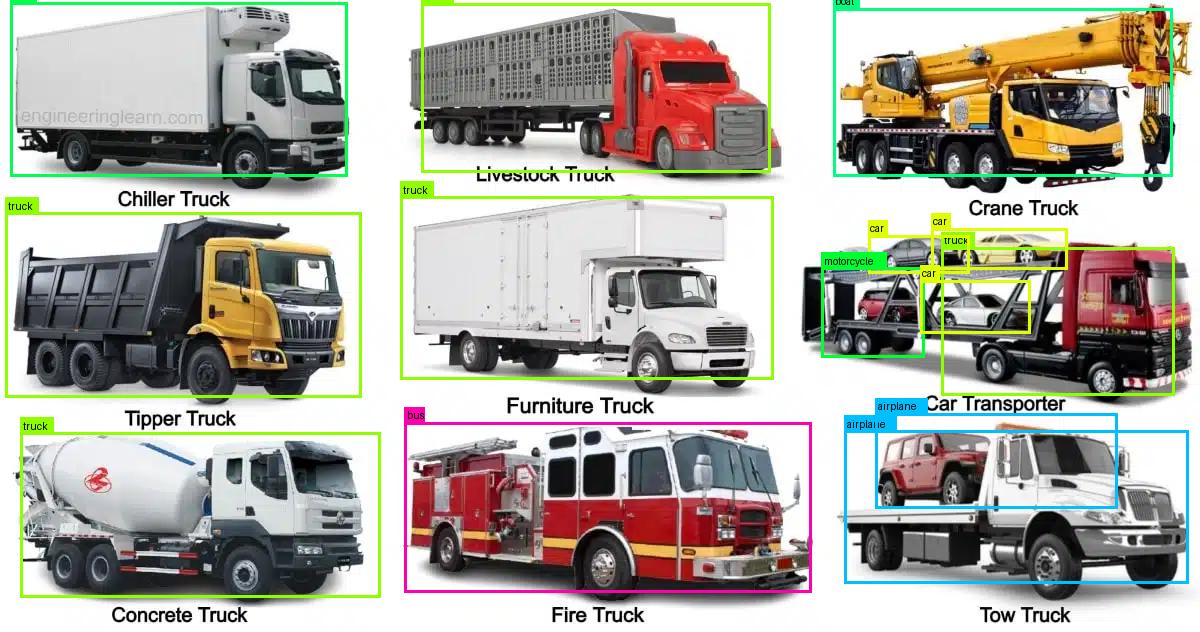 boat
engineeringlearn.com
Chiller Truck
Livestock Truck
Crane Truck
truck
truck
car
car
truck
motorcycle
car
Tipper Truck
Furniture Truck
Car Transporter
truck
bus
airplane
airplane
Concrete Truck
Fire Truck
Tow Truck